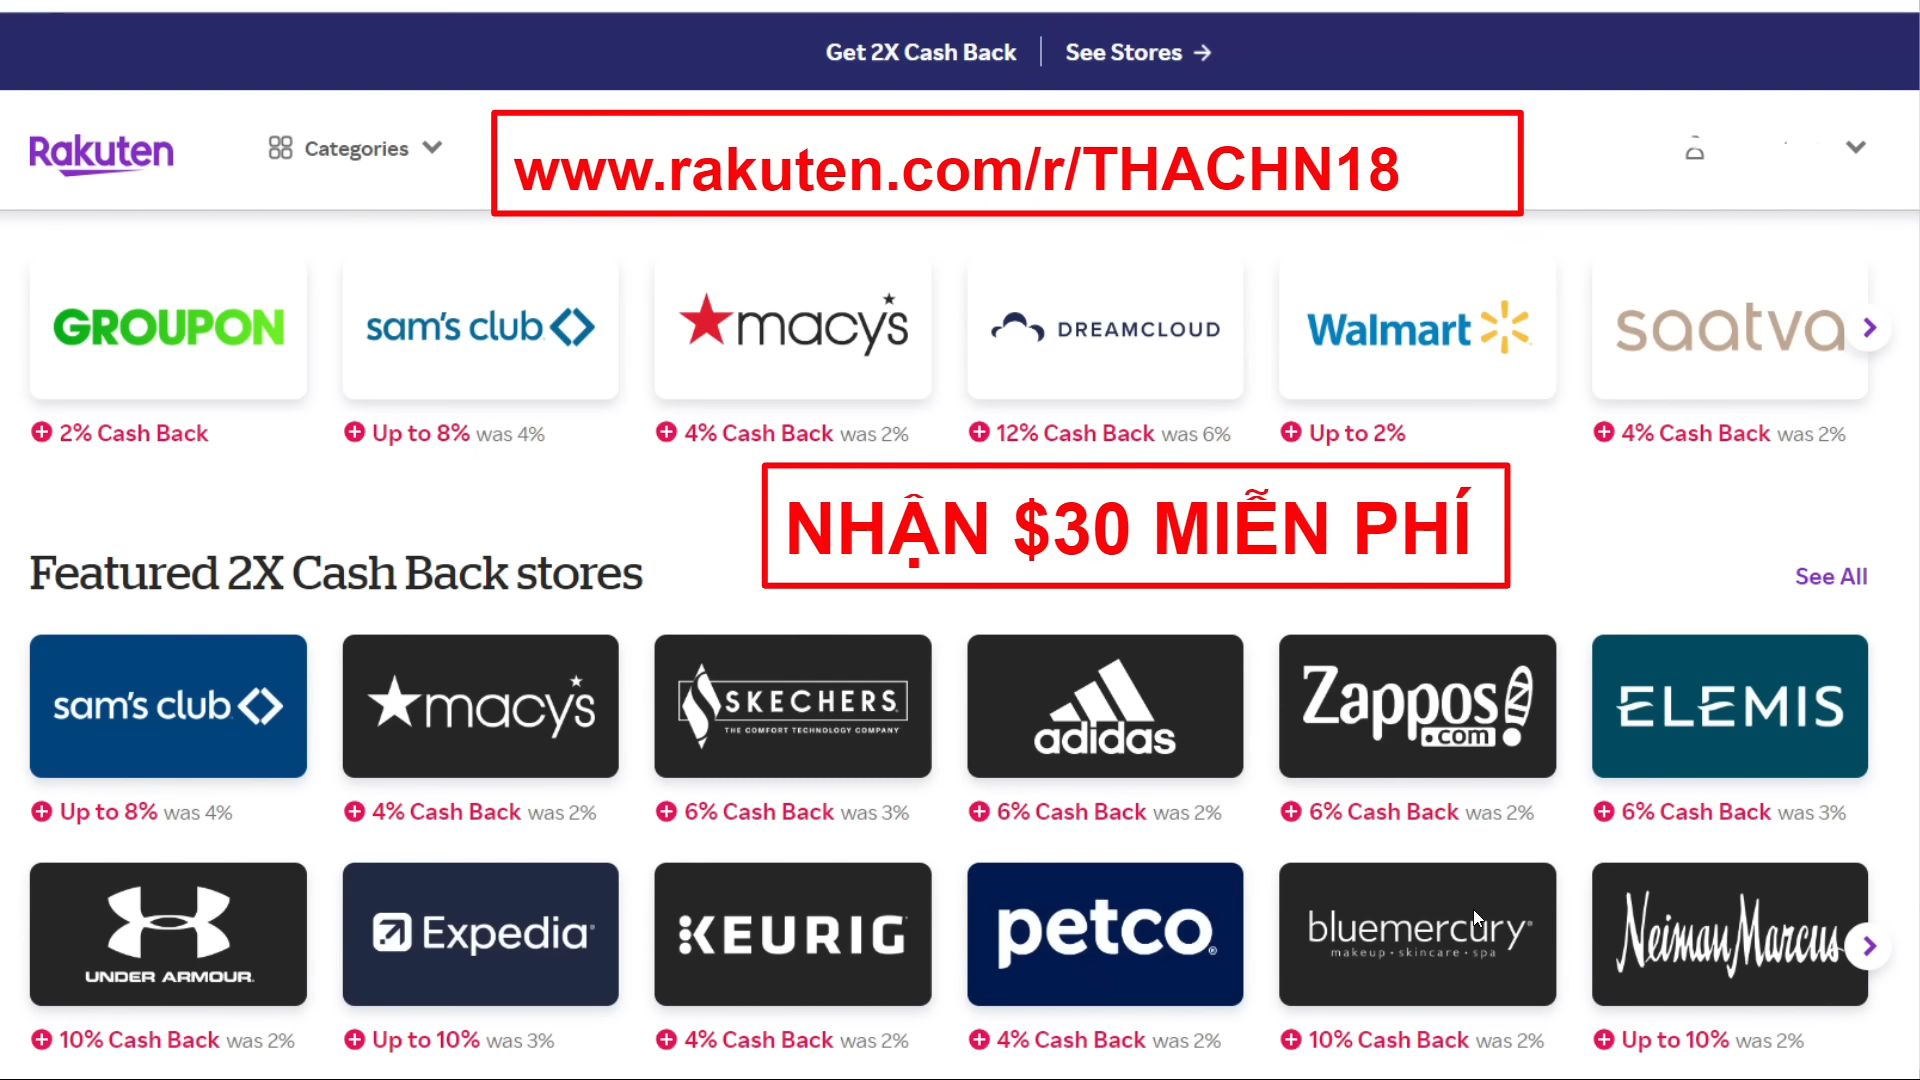 Get 2X Cash Back See Stores →
Rakuten Categories
www.rakuten.com/r/THACHN18
GROUPON sam's club macy's DREAMCLOUD Walmart saatva
2% Cash Back Up to 8% was 4% 4% Cash Back was 2% 12% Cash Back was 6% Up to 2% 4% Cash Back was 2%
NHẬN $30 MIỄN PHÍ
Featured 2X Cash Back stores See All
sam's club macy's SKECHERS adidas Zappos .com ELEMIS
THE COMFORT TECHNOLOGY COMPANY
Up to 8% was 4% 4% Cash Back was 2% 6% Cash Back was 3% 6% Cash Back was 2% 6% Cash Back was 2% 6% Cash Back was 3%
UNDER ARMOUR Expedia KEURIG petco bluemercury Neiman Marcus
makeup • skincare • spa
10% Cash Back was 2% Up to 10% was 3% 4% Cash Back was 2% 4% Cash Back was 2% 10% Cash Back was 2% Up to 10% was 2%